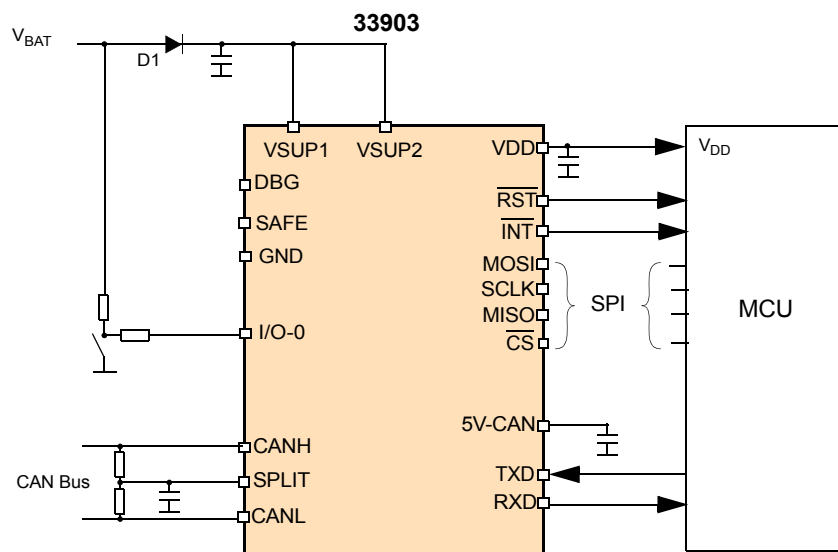 33903
VBAT
D1
VSUP1 VSUP2 VDD VDD
DBG
RST
SAFE
INT
GND
MOSI
SCLK
SPI
MCU
MISO
I/O-0
CS
5V-CAN
CANH
TXD
CAN Bus
SPLIT
RXD
CANL